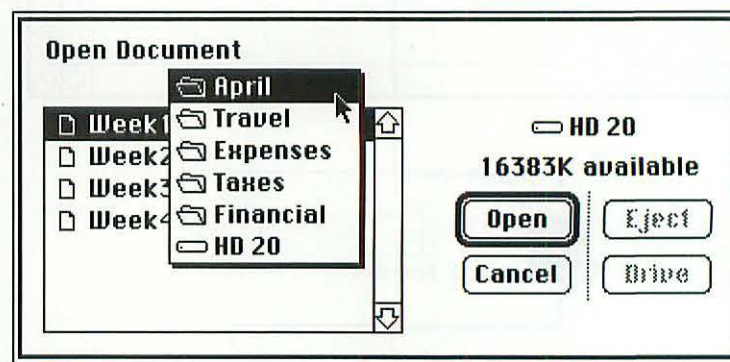 Open Document
April
Travel
Expenses
Taxes
Financial
HD 20
Week1
Week2
Week3
Week4
HD 20
16383K available
Open
Eject
Cancel
Drive